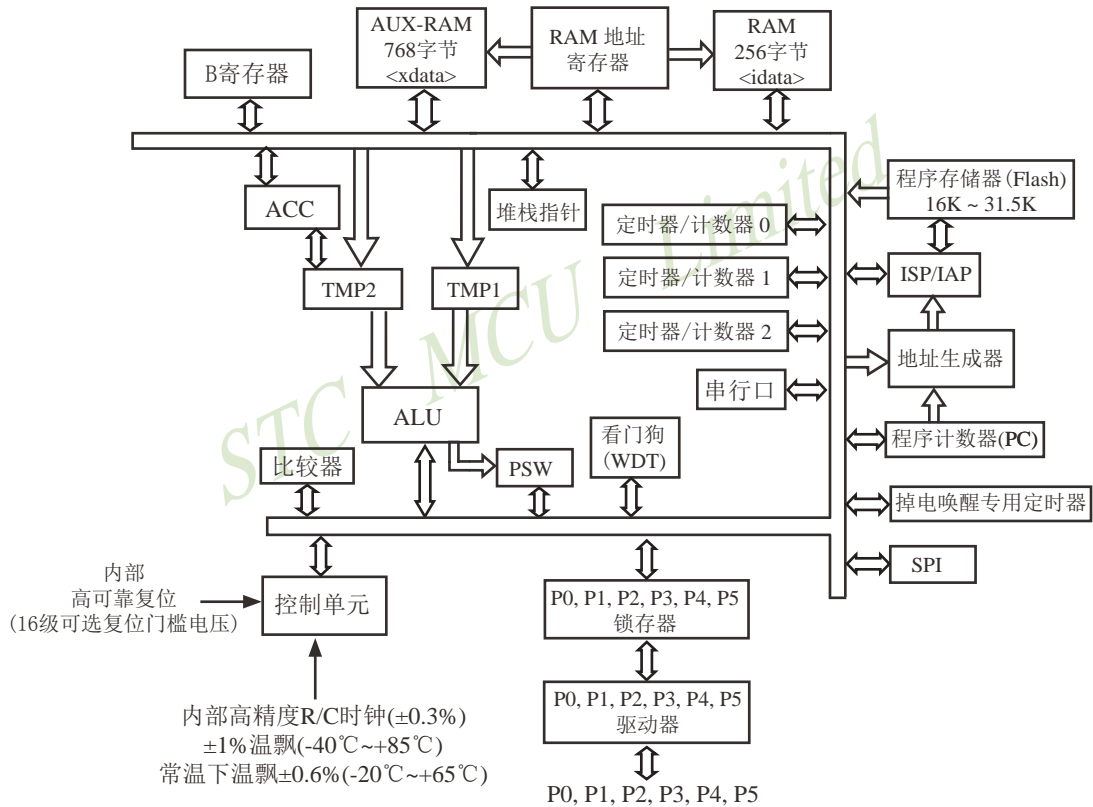 AUX-RAM
768字节
<xdata>
RAM 地址
寄存器
RAM
256字节
<idata>
B寄存器
ACC
堆栈指针
程序存储器(Flash)
16K ~ 31.5K
定时器/计数器 0
定时器/计数器 1
ISP/IAP
TMP2
TMP1
定时器/计数器 2
地址生成器
串行口
ALU
看门狗
(WDT)
程序计数器(PC)
比较器
PSW
掉电唤醒专用定时器
SPI
内部
高可靠复位
(16级可选复位门槛电压)
控制单元
P0, P1, P2, P3, P4, P5
锁存器
P0, P1, P2, P3, P4, P5
驱动器
内部高精度R/C时钟(±0.3%)
±1%温飘(-40℃~+85℃)
常温下温飘±0.6%(-20℃~+65℃)
P0, P1, P2, P3, P4, P5
STC MCU Limited